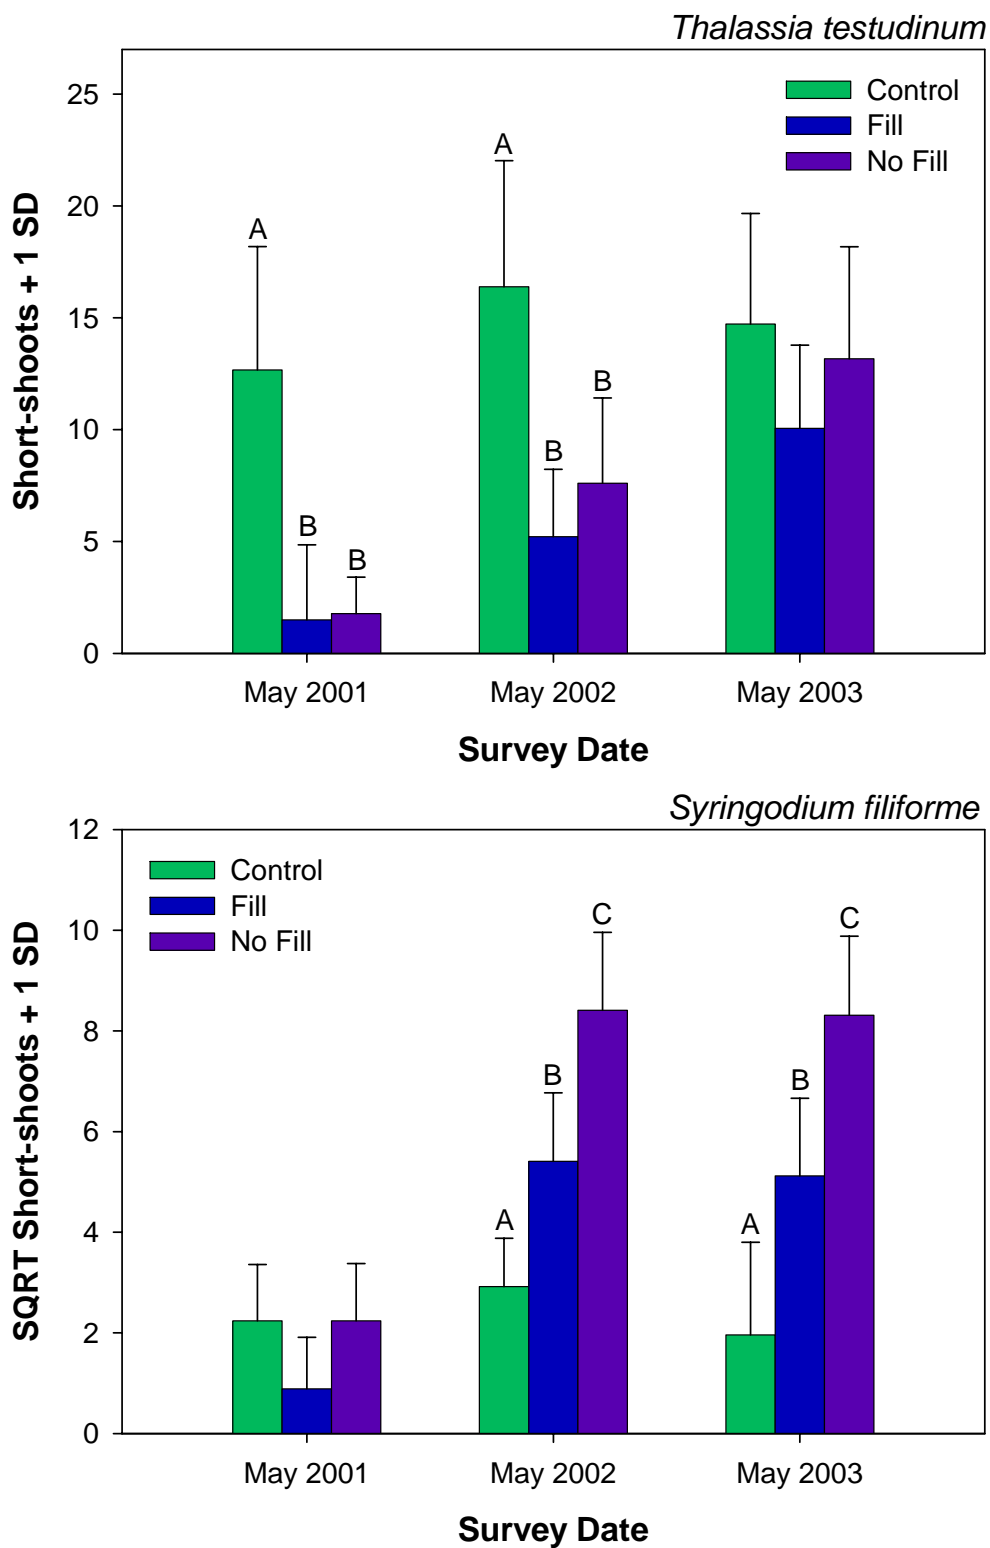 Thalassia testudinum
25
20
15
10
5
0
Short-shoots + 1 SD
Control
Fill
No Fill
A
B
B
A
B
B
May 2001
May 2002
May 2003
Survey Date
Syringodium filiforme
12
10
8
6
4
2
0
SQRT Short-shoots + 1 SD
Control
Fill
No Fill
A
B
C
A
B
C
May 2001
May 2002
May 2003
Survey Date